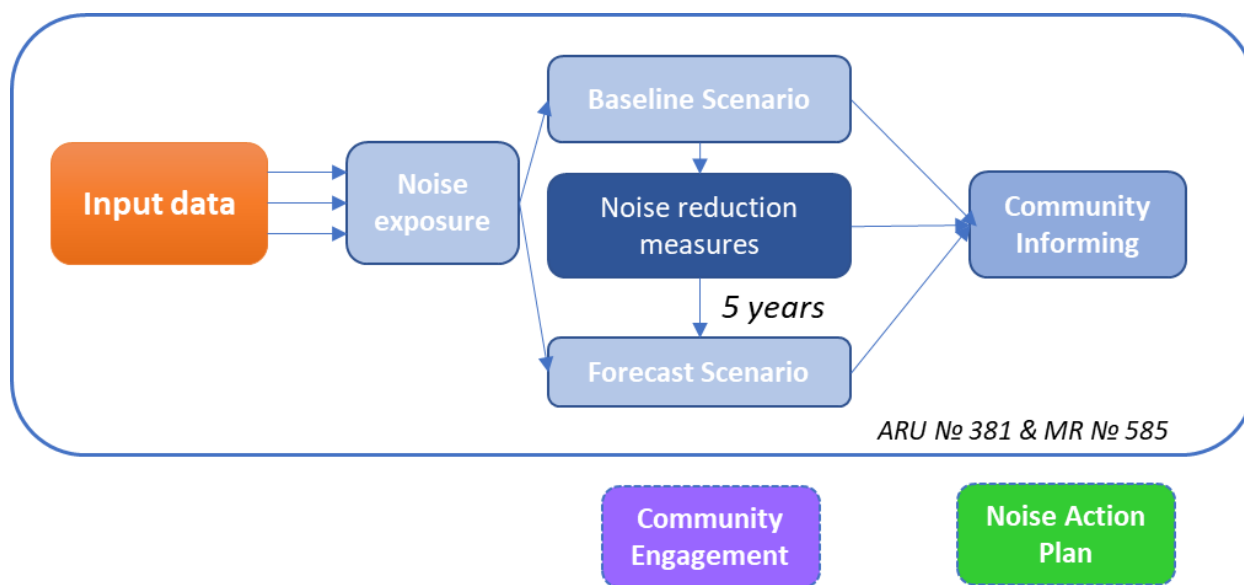 Input data
Noise
exposure
Baseline Scenario
Noise reduction
measures
5 years
Forecast Scenario
Community
Informing
ARU № 381 & MR № 585
Community
Engagement
Noise Action
Plan